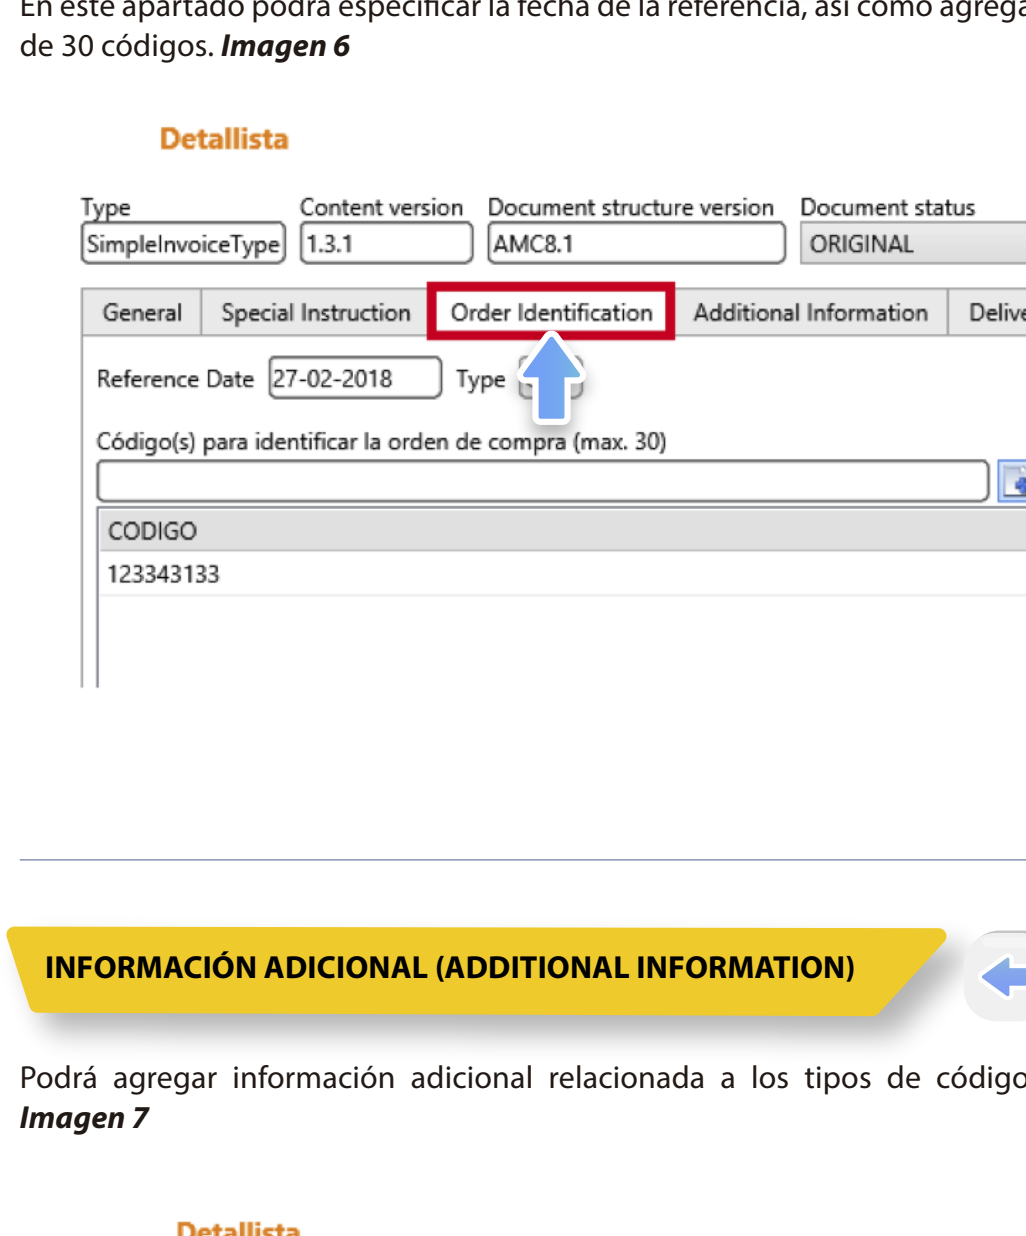 En este apartado podrá especificar la fecha de la referencia, así como agrega
de 30 códigos. Imagen 6
Detallista
Type Content version Document structure version Document status
SimpleInvoiceType 1.3.1 AMC8.1 ORIGINAL
General Special Instruction Order Identification Additional Information Delive
Reference Date 27-02-2018 Type
Código(s) para identificar la orden de compra (max. 30)
CODIGO
123343133
INFORMACIÓN ADICIONAL (ADDITIONAL INFORMATION)
Podrá agregar información adicional relacionada a los tipos de código
Imagen 7
Detallista